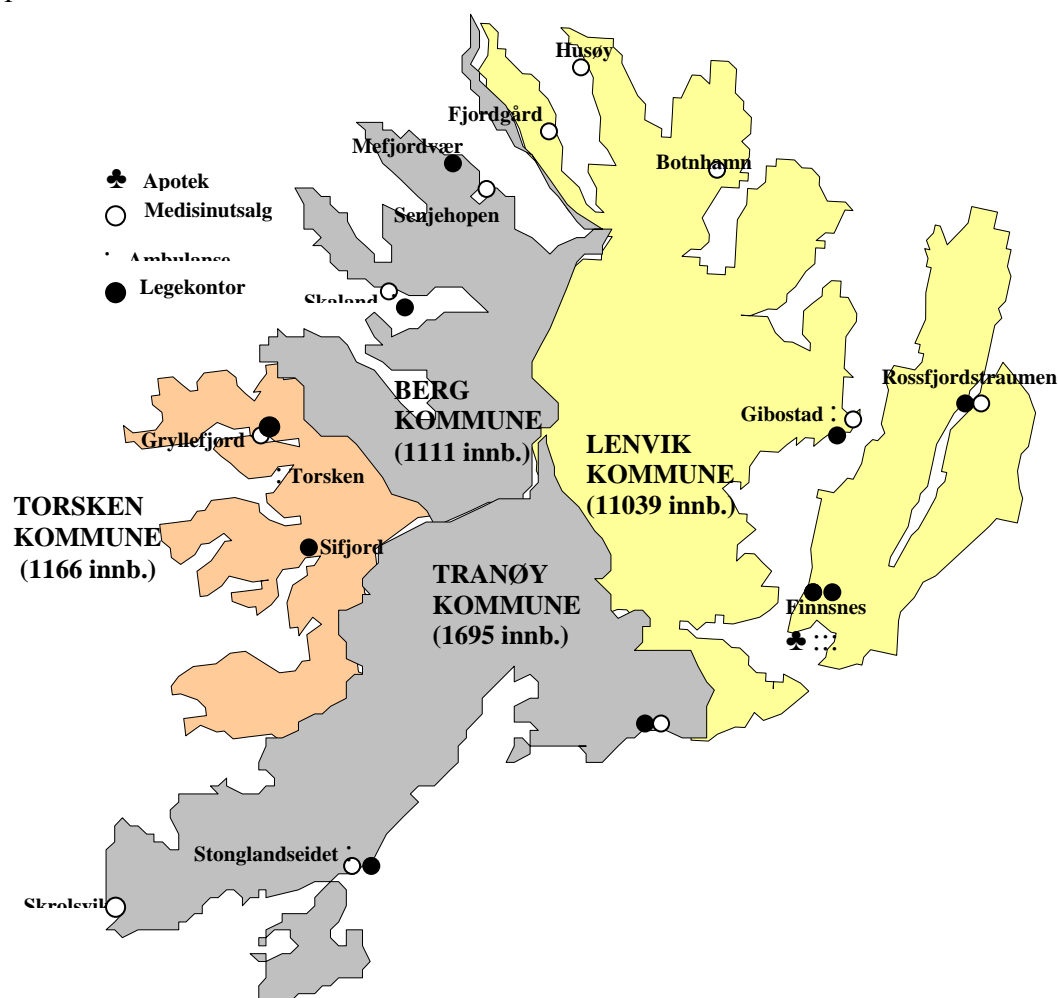 Husøy
Fjordgård
Mefjordvær
Botnhamn
Apotek
Medisinutsalg
Senjehopen
Ambulanse
Legekontor
Skaland
Rossfjordstraumen
BERG
KOMMUNE
(1111 innb.)
Gibostad
Gryllefjord
LENVIK
KOMMUNE
(11039 innb.)
Torsken
TORSKEN
KOMMUNE
(1166 innb.)
Sifjord
TRANØY
KOMMUNE
(1695 innb.)
Finnsnes
Stonglandseidet
Skrolsvik